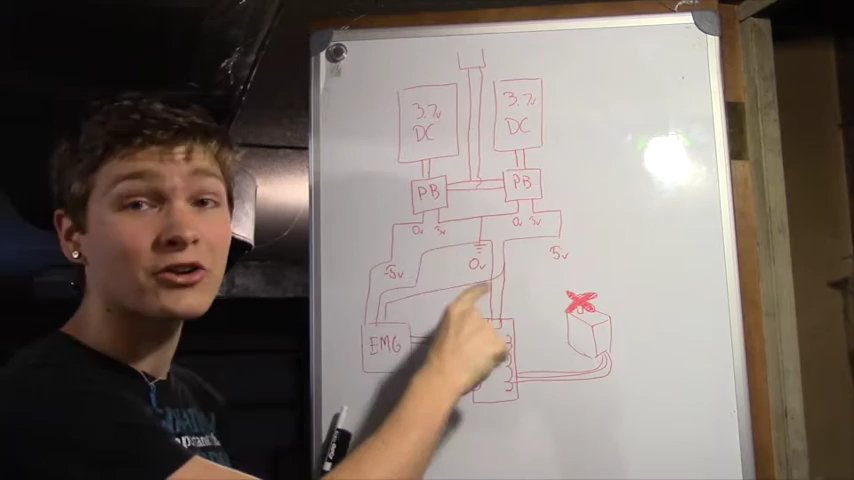 3.7v
DC
3.7v
DC
PB
PB
0v 5v
0v 5v
-5v
0v
5v
EMG